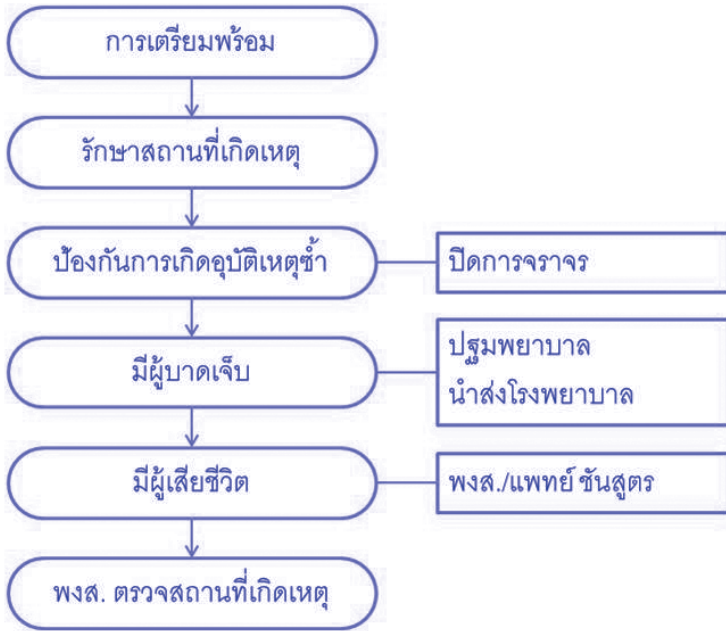 การเตรียมพร้อม
รักษาสถานที่เกิดเหตุ
ป้องกันการเกิดอุบัติเหตุซ้ำ
ปิดการจราจร
มีผู้บาดเจ็บ
ปฐมพยาบาล
นำส่งโรงพยาบาล
มีผู้เสียชีวิต
พงส./แพทย์ ชันสูตร
พงส. ตรวจสถานที่เกิดเหตุ